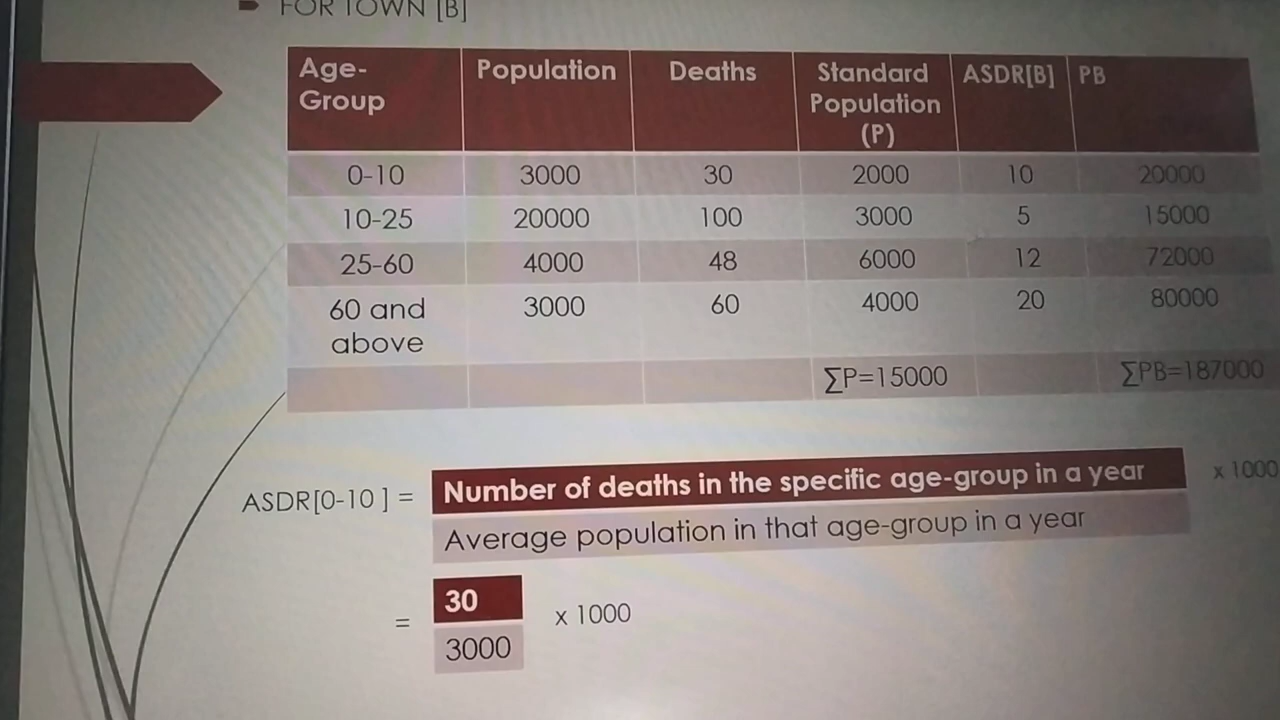 FOR TOWN [B]
Age-Group Population Deaths Standard Population (P) ASDR[B] PB
0-10 3000 30 2000 10 20000
10-25 20000 100 3000 5 15000
25-60 4000 48 6000 12 72000
60 and above 3000 60 4000 20 80000
∑P=15000 ∑PB=187000
ASDR[0-10 ] = Number of deaths in the specific age-group in a year x 1000
Average population in that age-group in a year
= 30 x 1000
3000